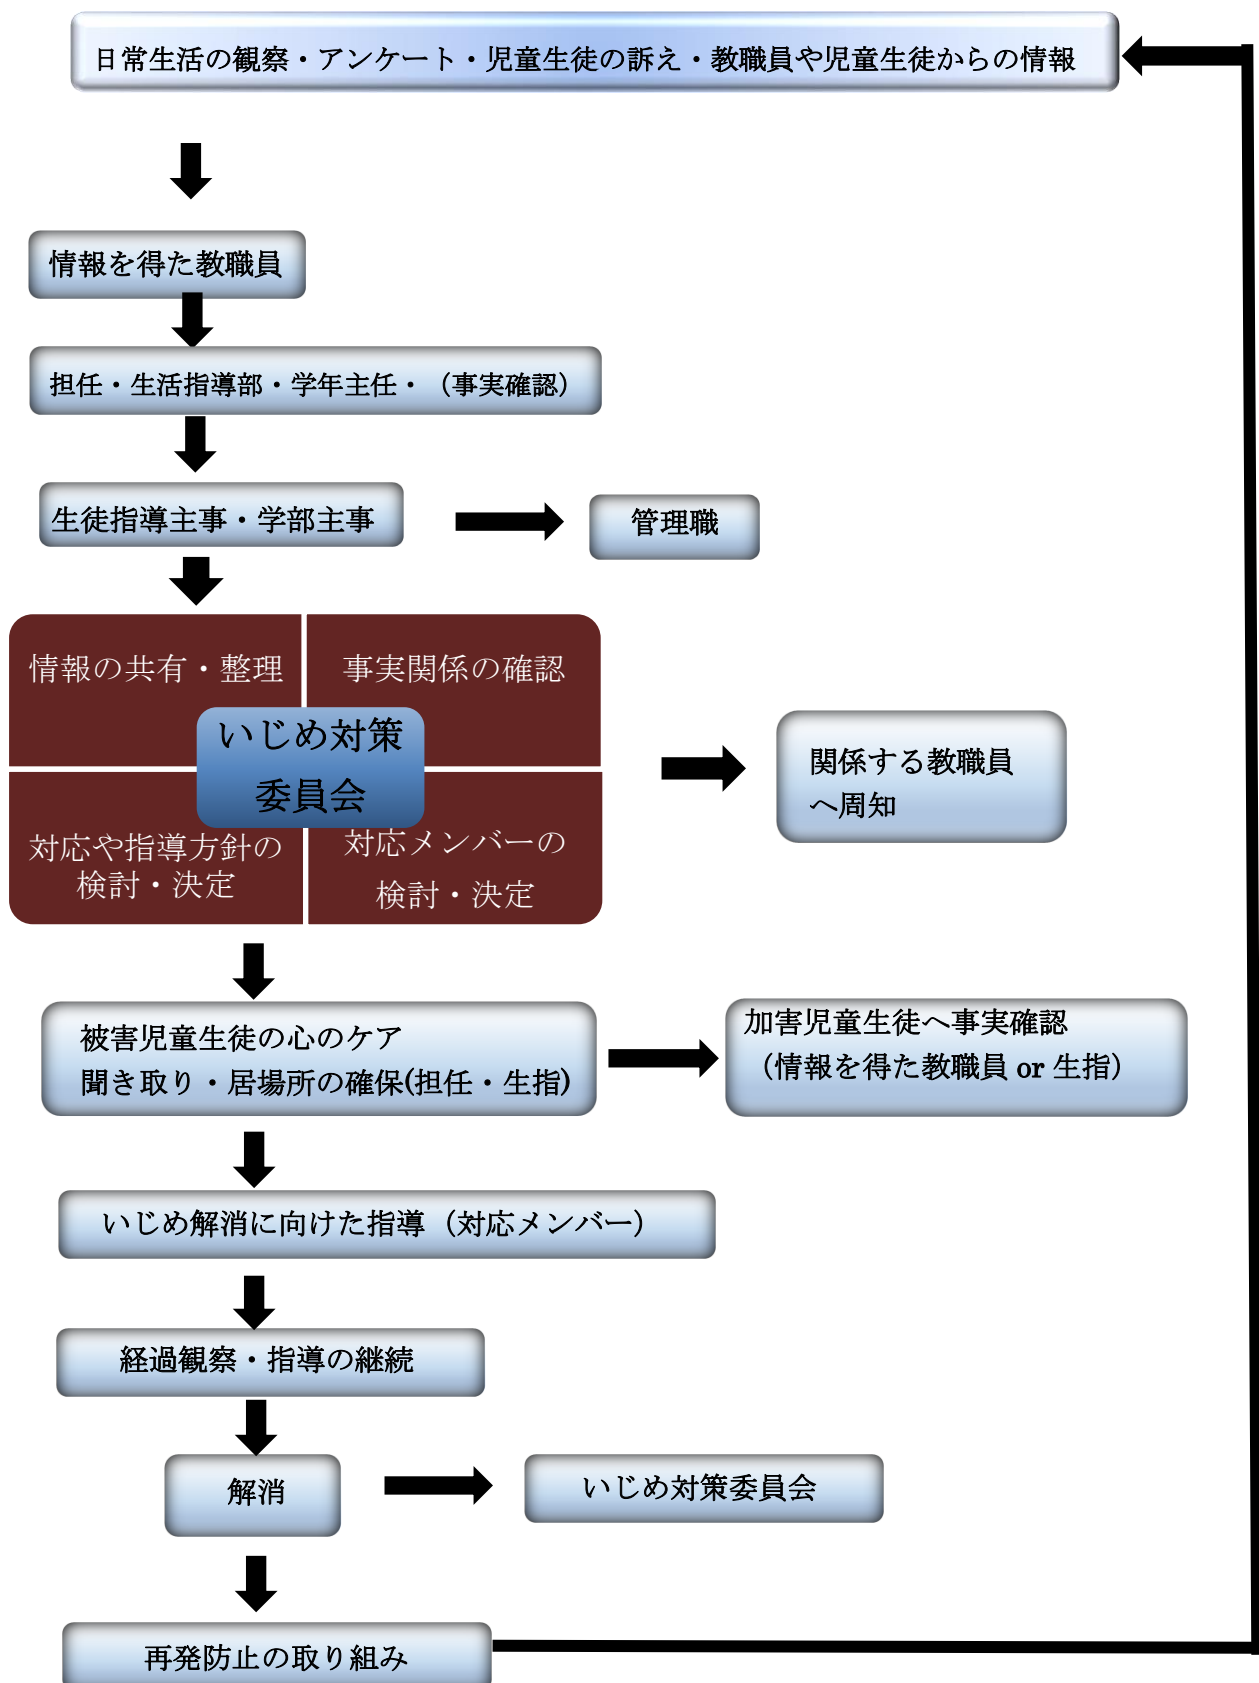 日常生活の観察・アンケート・児童生徒の訴え・教職員や児童生徒からの情報
情報を得た教職員
担任・生活指導部・学年主任・（事実確認）
生徒指導主事・学部主事
管理職
情報の共有・整理
事実関係の確認
いじめ対策
委員会
対応や指導方針の
検討・決定
対応メンバーの
検討・決定
関係する教職員
へ周知
被害児童生徒の心のケア
聞き取り・居場所の確保(担任・生指)
加害児童生徒へ事実確認
（情報を得た教職員 or 生指）
いじめ解消に向けた指導（対応メンバー）
経過観察・指導の継続
解消
いじめ対策委員会
再発防止の取り組み